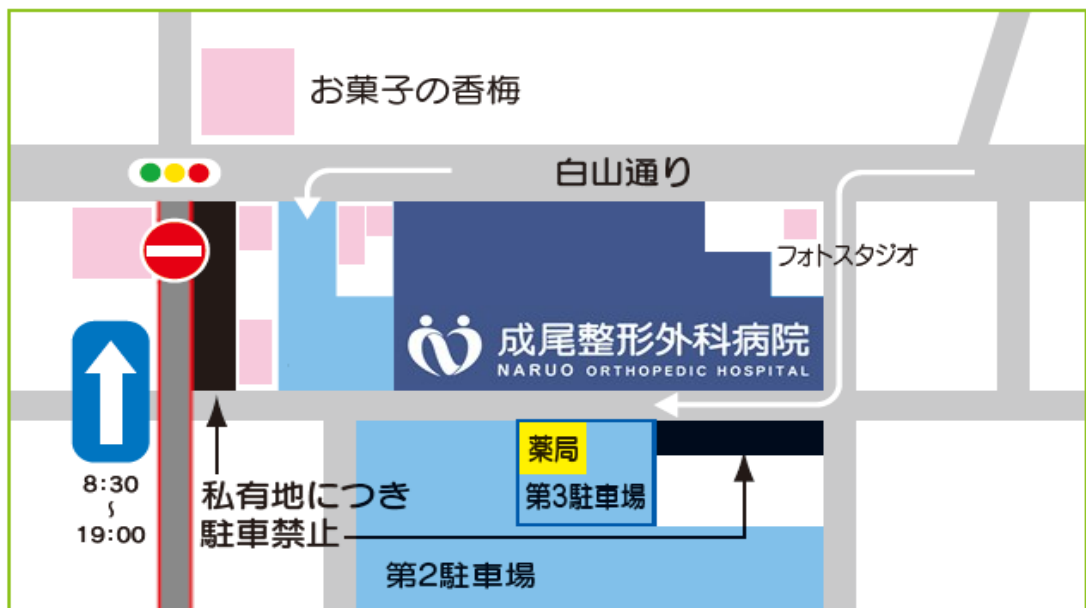 お菓子の香梅
白山通り
フォトスタジオ
成尾整形外科病院
NARUO ORTHOPEDIC HOSPITAL
薬局
第3駐車場
8:30
～
19:00
私有地につき
駐車禁止
第2駐車場